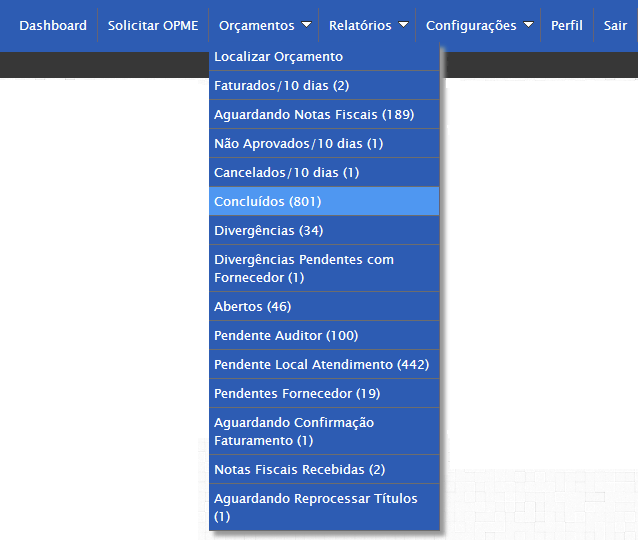 Dashboard Solicitar OPME Orçamentos Relatórios Configurações Perfil Sair
Localizar Orçamento
Faturados/10 dias (2)
Aguardando Notas Fiscais (189)
Não Aprovados/10 dias (1)
Cancelados/10 dias (1)
Concluídos (801)
Divergências (34)
Divergências Pendentes com
Fornecedor (1)
Abertos (46)
Pendente Auditor (100)
Pendente Local Atendimento (442)
Pendentes Fornecedor (19)
Aguardando Confirmação
Faturamento (1)
Notas Fiscais Recebidas (2)
Aguardando Reprocessar Títulos
(1)